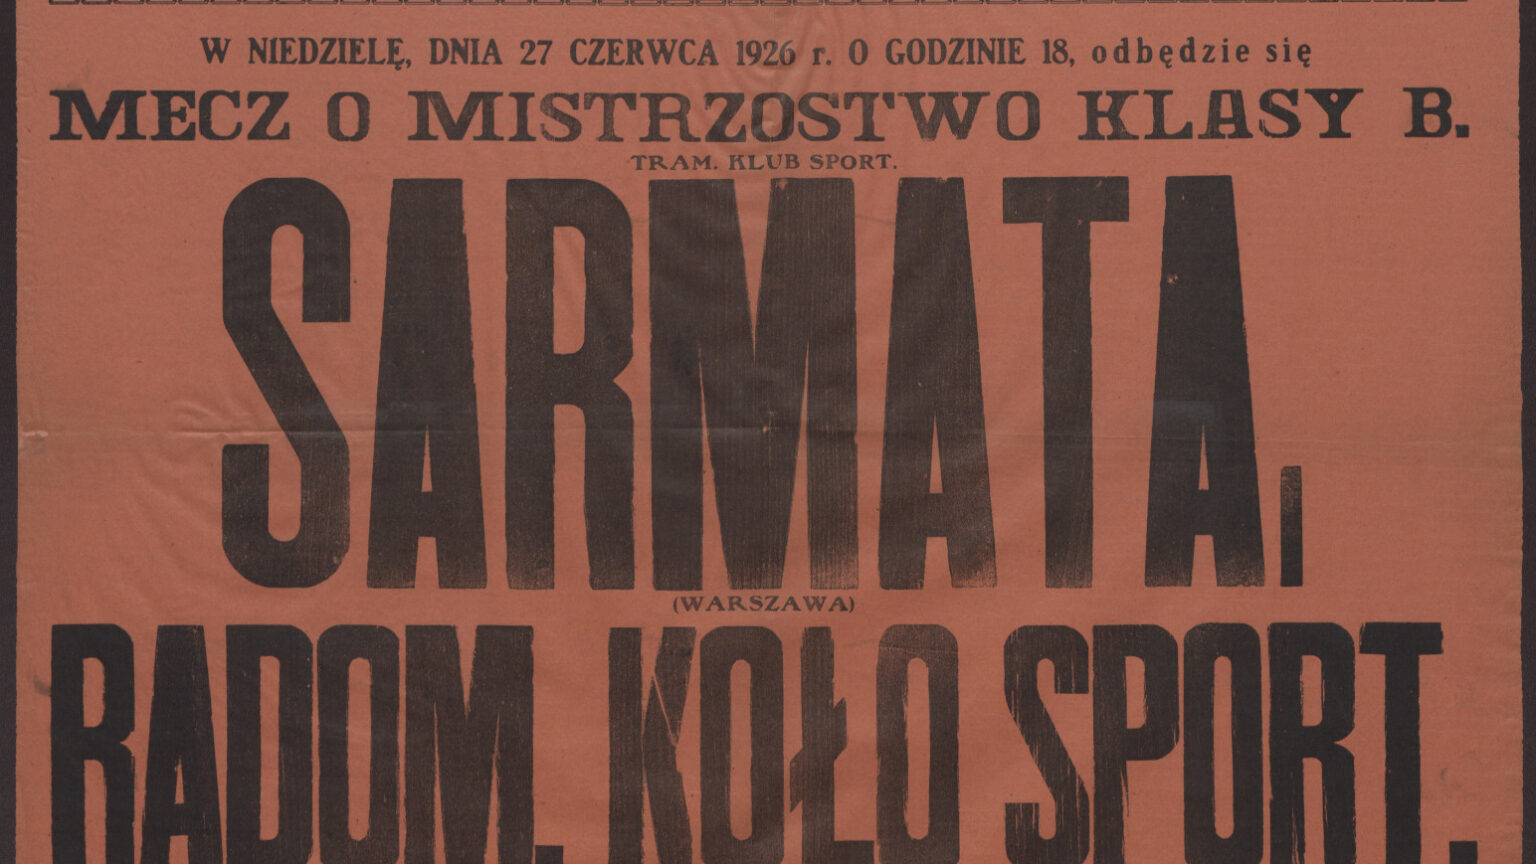 W NIEDZIELĘ, DNIA 27 CZERWCA 1926 r. O GODZINIE 18, odbędzie się
MECZ O MISTRZOSTWO KLASY B.
TRAM. KLUB SPORT.
SARMATA,
(WARSZAWA)
RADOM. KOŁO SPORT.